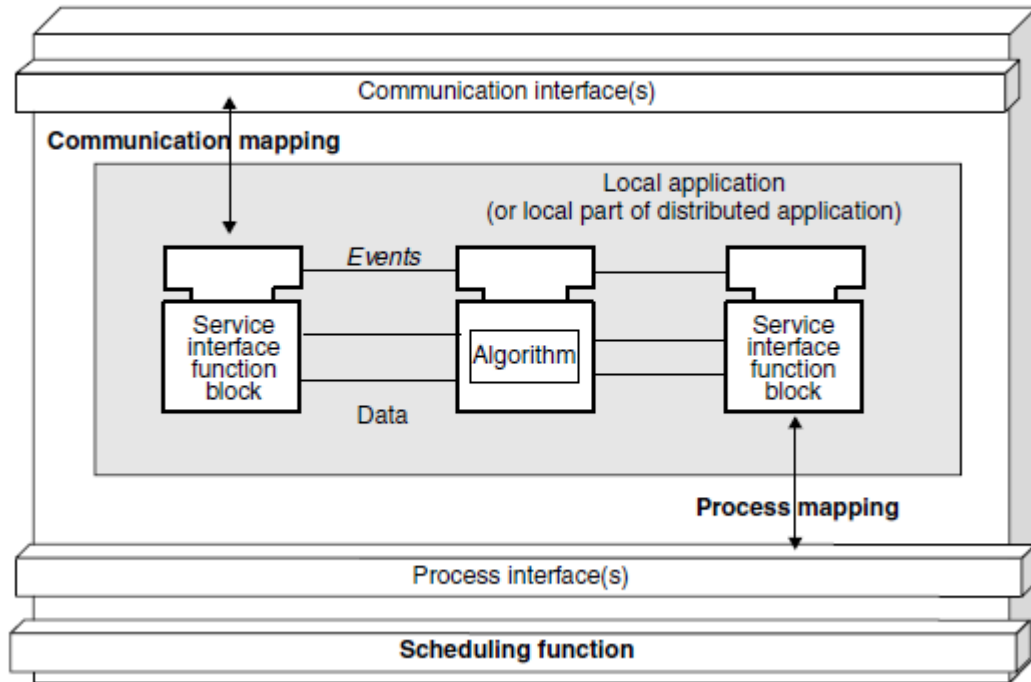 Communication interface(s)
Communication mapping
Local application
(or local part of distributed application)
Events
Service
interface
function
block
Algorithm
Service
interface
function
block
Data
Process mapping
Process interface(s)
Scheduling function